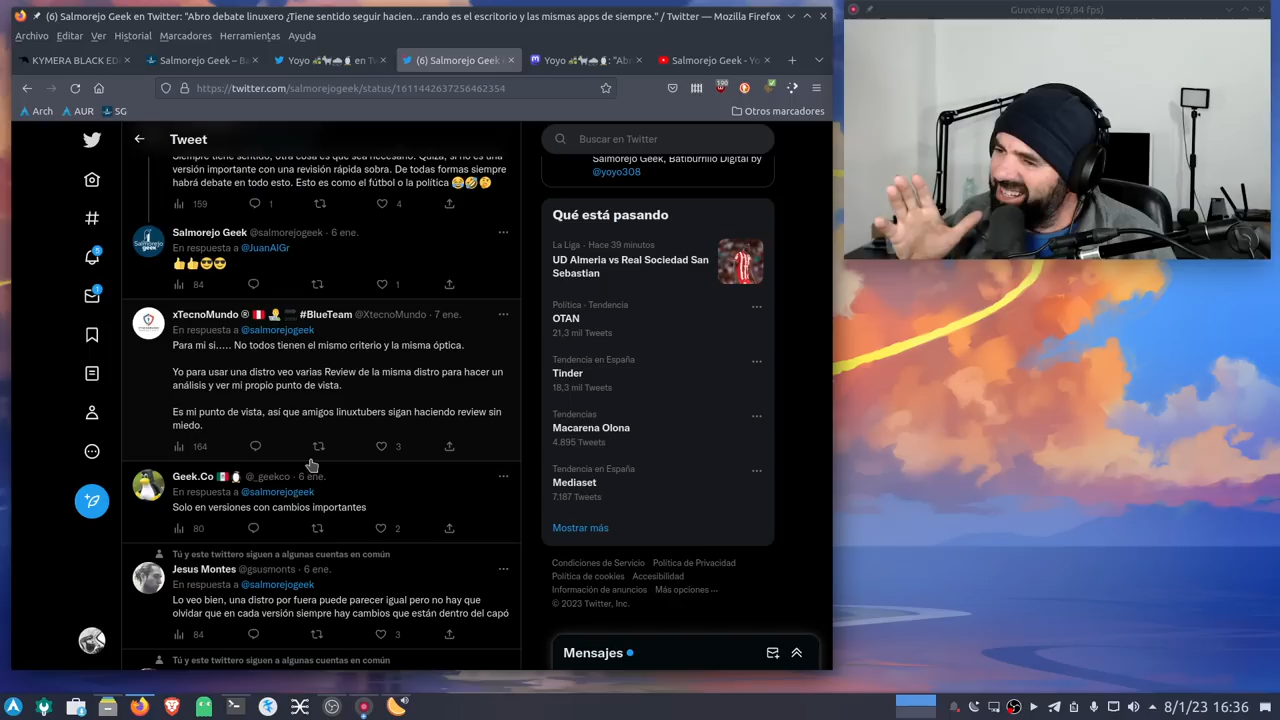 (6) Salmorejo Geek en Twitter: "Abro debate linuxero ¿Tiene sentido seguir hacien...rando es el escritorio y las mismas apps de siempre." / Twitter — Mozilla Firefox
Guvcview (59,84 fps)
Archivo Editar Ver Historial Marcadores Herramientas Ayuda
KYMERA BLACK ED
Salmorejo Geek – Ba
Yoyo en Tw
(6) Salmorejo Geek
Yoyo : "Abr
Salmorejo Geek - Yo
190
https://twitter.com/salmorejogeek/status/1611442637256462354
Arch AUR SG
Otros marcadores
Tweet
Buscar en Twitter
Siempre tiene sentido, otra cosa es que sea necesario. Quizá, si no es una
versión importante con una revisión rápida sobra. De todas formas siempre
habrá debate en todo esto. Esto es como el fútbol o la política 😂🤣🤔
159 1 4
Salmorejo Geek @salmorejogeek · 6 ene.
En respuesta a @JuanAlGr
👍👍😎😎
84 1
xTecnoMundo ® 🇵🇪 #BlueTeam @XtecnoMundo · 7 ene.
En respuesta a @salmorejogeek
Para mi si..... No todos tienen el mismo criterio y la misma óptica.
Yo para usar una distro veo varias Review de la misma distro para hacer un
análisis y ver mi propio punto de vista.
Es mi punto de vista, así que amigos linuxtubers sigan haciendo review sin
miedo.
164 3
Geek.Co 🇲🇽🐧 @_geekco · 6 ene.
En respuesta a @salmorejogeek
Solo en versiones con cambios importantes
80 2
Tú y este twittero siguen a algunas cuentas en común
Jesus Montes @gsusmonts · 6 ene.
En respuesta a @salmorejogeek
Lo veo bien, una distro por fuera puede parecer igual pero no hay que
olvidar que en cada versión siempre hay cambios que están dentro del capó
84 3
Tú y este twittero siguen a algunas cuentas en común
Salmorejo Geek, Batiburrillo Digital by
@yoyo308
Qué está pasando
La Liga · Hace 39 minutos
UD Almeria vs Real Sociedad San
Sebastian
Política · Tendencia
OTAN
21,3 mil Tweets
Tendencia en España
Tinder
18,3 mil Tweets
Tendencias
Macarena Olona
4.895 Tweets
Tendencia en España
Mediaset
7.187 Tweets
Mostrar más
Condiciones de Servicio Política de Privacidad
Política de cookies Accesibilidad
Información de anuncios Más opciones ···
© 2023 Twitter, Inc.
Mensajes
8/1/23 16:36